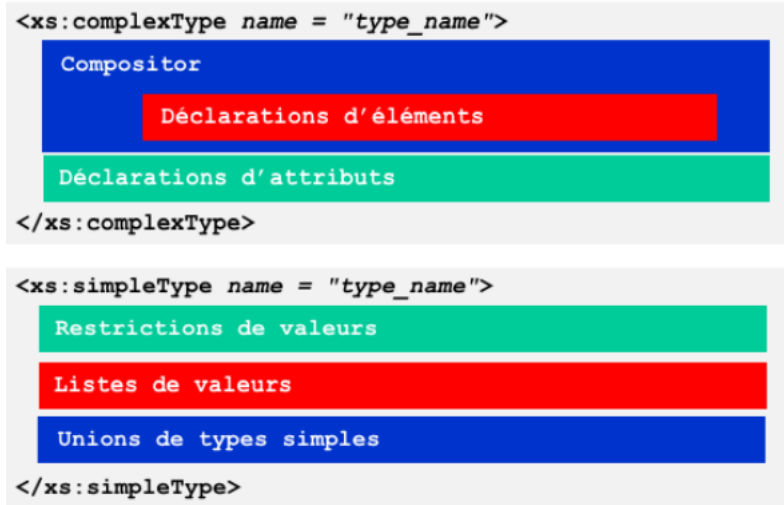 <xs:complexType name = "type_name">
Compositor
Déclarations d'éléments
Déclarations d'attributs
</xs:complexType>
<xs:simpleType name = "type_name">
Restrictions de valeurs
Listes de valeurs
Unions de types simples
</xs:simpleType>